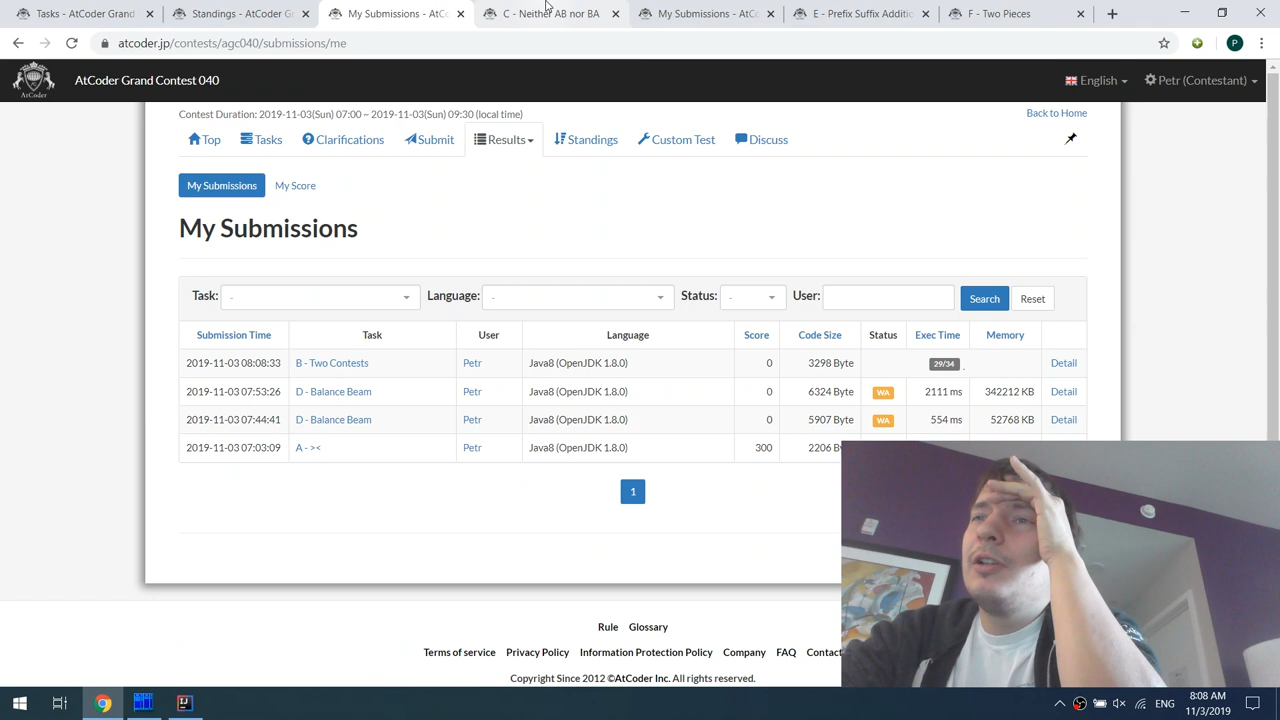 Tasks - AtCoder Grand
Standings - AtCoder Gr
My Submissions - AtCo
C - Neither AB nor BA
My Submissions - AtCo
E - Prefix Suffix Additio
F - Two Pieces
atcoder.jp/contests/agc040/submissions/me
P
AtCoder Grand Contest 040
English
Petr (Contestant)
Contest Duration: 2019-11-03(Sun) 07:00 ~ 2019-11-03(Sun) 09:30 (local time)
Back to Home
Top
Tasks
Clarifications
Submit
Results
Standings
Custom Test
Discuss
My Submissions
My Score
My Submissions
Task: - Language: - Status: - User: Search Reset
Submission Time Task User Language Score Code Size Status Exec Time Memory
2019-11-03 08:08:33 B - Two Contests Petr Java8 (OpenJDK 1.8.0) 0 3298 Byte 29/34 Detail
2019-11-03 07:53:26 D - Balance Beam Petr Java8 (OpenJDK 1.8.0) 0 6324 Byte WA 2111 ms 342212 KB Detail
2019-11-03 07:44:41 D - Balance Beam Petr Java8 (OpenJDK 1.8.0) 0 5907 Byte WA 554 ms 52768 KB Detail
2019-11-03 07:03:09 A - >< Petr Java8 (OpenJDK 1.8.0) 300 2206 B
1
Rule Glossary
Terms of service Privacy Policy Information Protection Policy Company FAQ Contact
Copyright Since 2012 ©AtCoder Inc. All rights reserved.
ENG
8:08 AM
11/3/2019